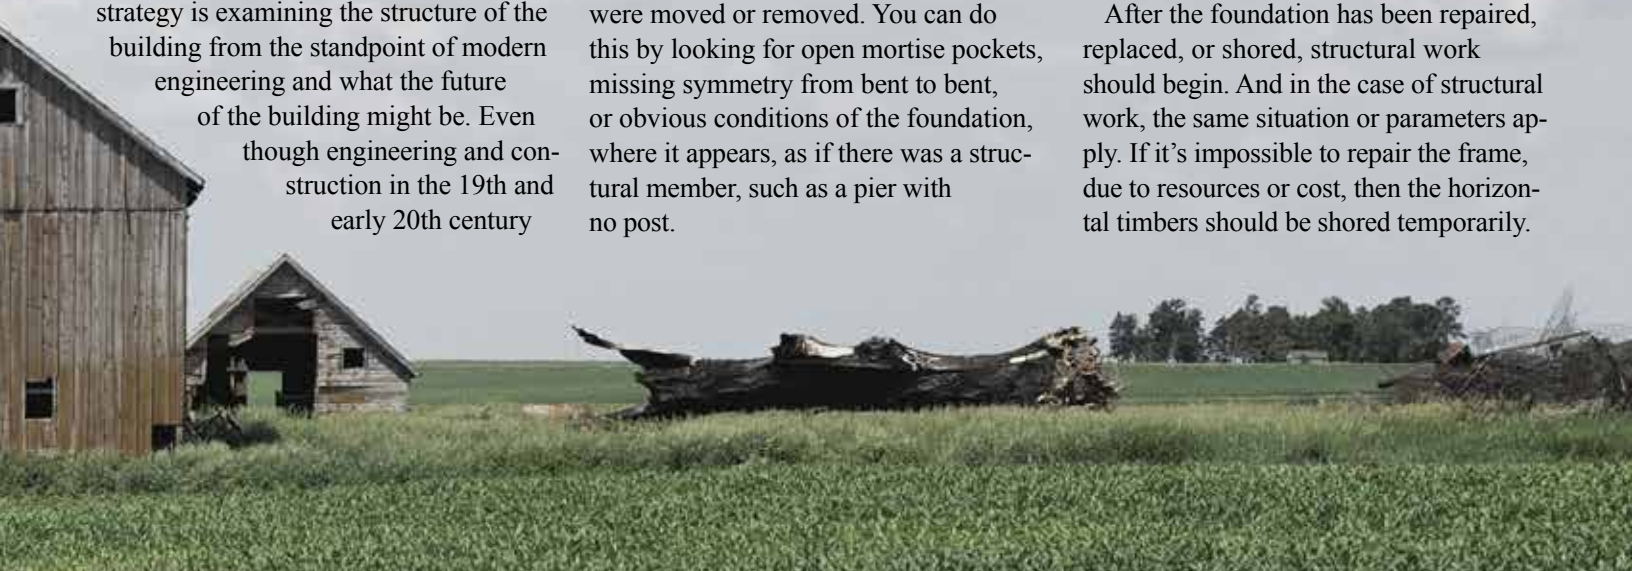 strategy is examining the structure of the
building from the standpoint of modern
engineering and what the future
of the building might be. Even
though engineering and con-
struction in the 19th and
early 20th century
were moved or removed. You can do
this by looking for open mortise pockets,
missing symmetry from bent to bent,
or obvious conditions of the foundation,
where it appears, as if there was a struc-
tural member, such as a pier with
no post.
After the foundation has been repaired,
replaced, or shored, structural work
should begin. And in the case of structural
work, the same situation or parameters ap-
ply. If it’s impossible to repair the frame,
due to resources or cost, then the horizon-
tal timbers should be shored temporarily.